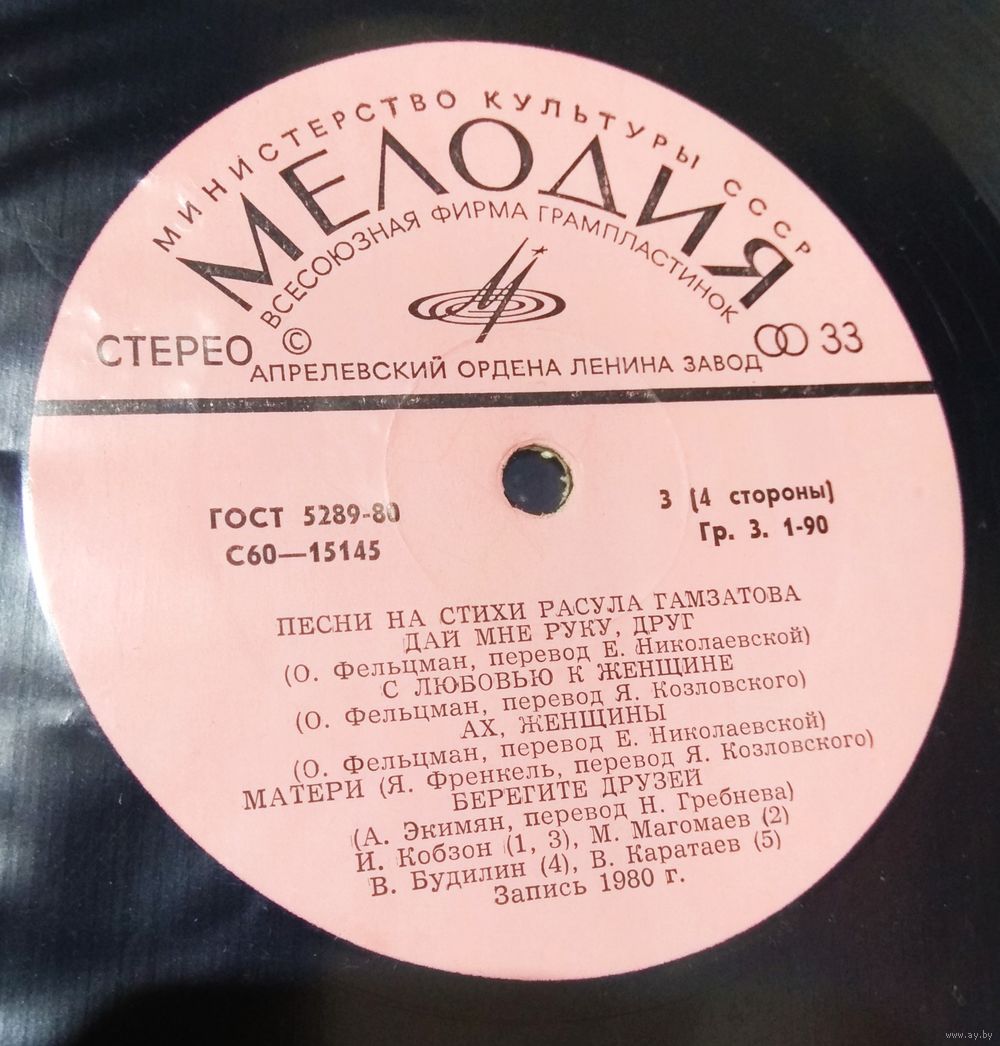 МИНИСТЕРСТВО КУЛЬТУРЫ СССР
МЕЛОДИЯ
ВСЕСОЮЗНАЯ ФИРМА ГРАМПЛАСТИНОК
СТЕРЕО © 33
АПРЕЛЕВСКИЙ ОРДЕНА ЛЕНИНА ЗАВОД
ГОСТ 5289-80 3 (4 стороны)
С60—15145 Гр. 3. 1-90
ПЕСНИ НА СТИХИ РАСУЛА ГАМЗАТОВА
ДАЙ МНЕ РУКУ, ДРУГ
(О. Фельцман, перевод Е. Николаевской)
С ЛЮБОВЬЮ К ЖЕНЩИНЕ
(О. Фельцман, перевод Я. Козловского)
АХ, ЖЕНЩИНЫ
(О. Фельцман, перевод Е. Николаевской)
МАТЕРИ (Я. Френкель, перевод Я. Козловского)
БЕРЕГИТЕ ДРУЗЕЙ
(А. Экимян, перевод Н. Гребнева)
И. Кобзон (1, 3), М. Магомаев (2)
В. Будилин (4), В. Каратаев (5)
Запись 1980 г.
www.ay.by